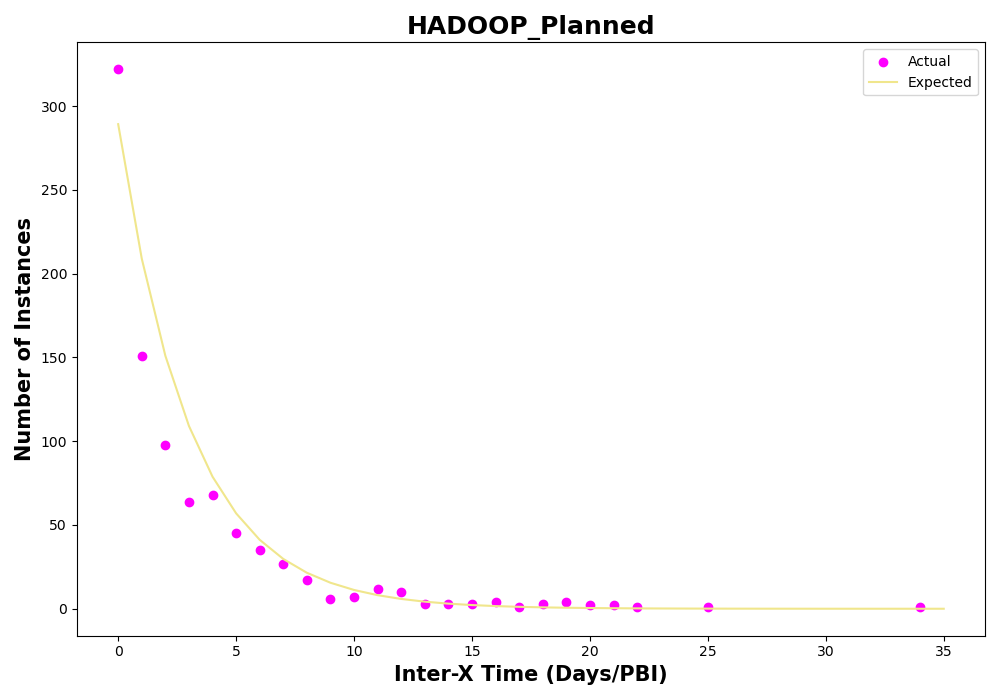 HADOOP_Planned
Actual
Expected
Number of Instances
300
250
200
150
100
50
0
0 5 10 15 20 25 30 35
Inter-X Time (Days/PBI)